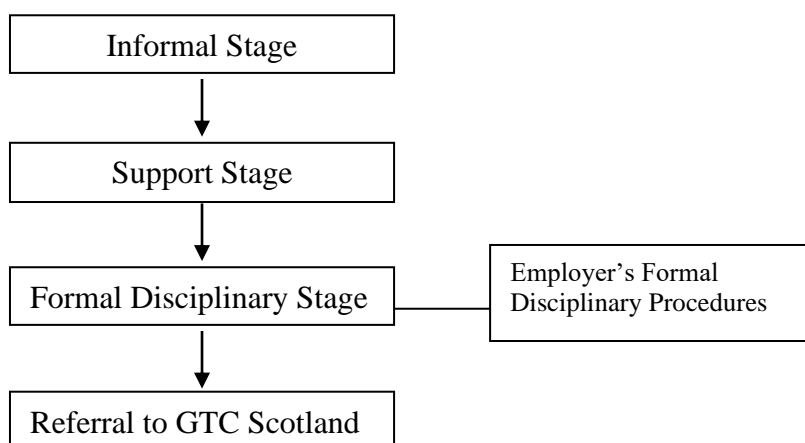 Informal Stage
Support Stage
Formal Disciplinary Stage
Employer’s Formal
Disciplinary Procedures
Referral to GTC Scotland